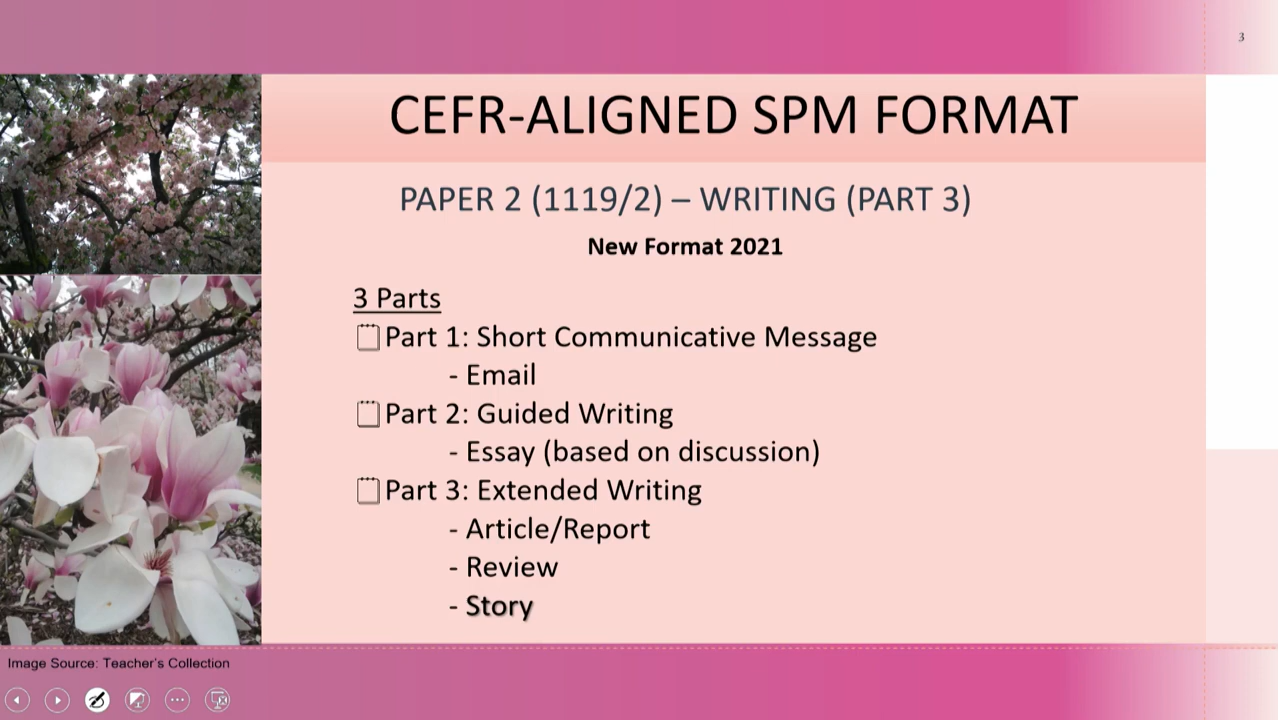 3
CEFR-ALIGNED SPM FORMAT
PAPER 2 (1119/2) – WRITING (PART 3)
New Format 2021
3 Parts
Part 1: Short Communicative Message
- Email
Part 2: Guided Writing
- Essay (based on discussion)
Part 3: Extended Writing
- Article/Report
- Review
- Story
Image Source: Teacher's Collection